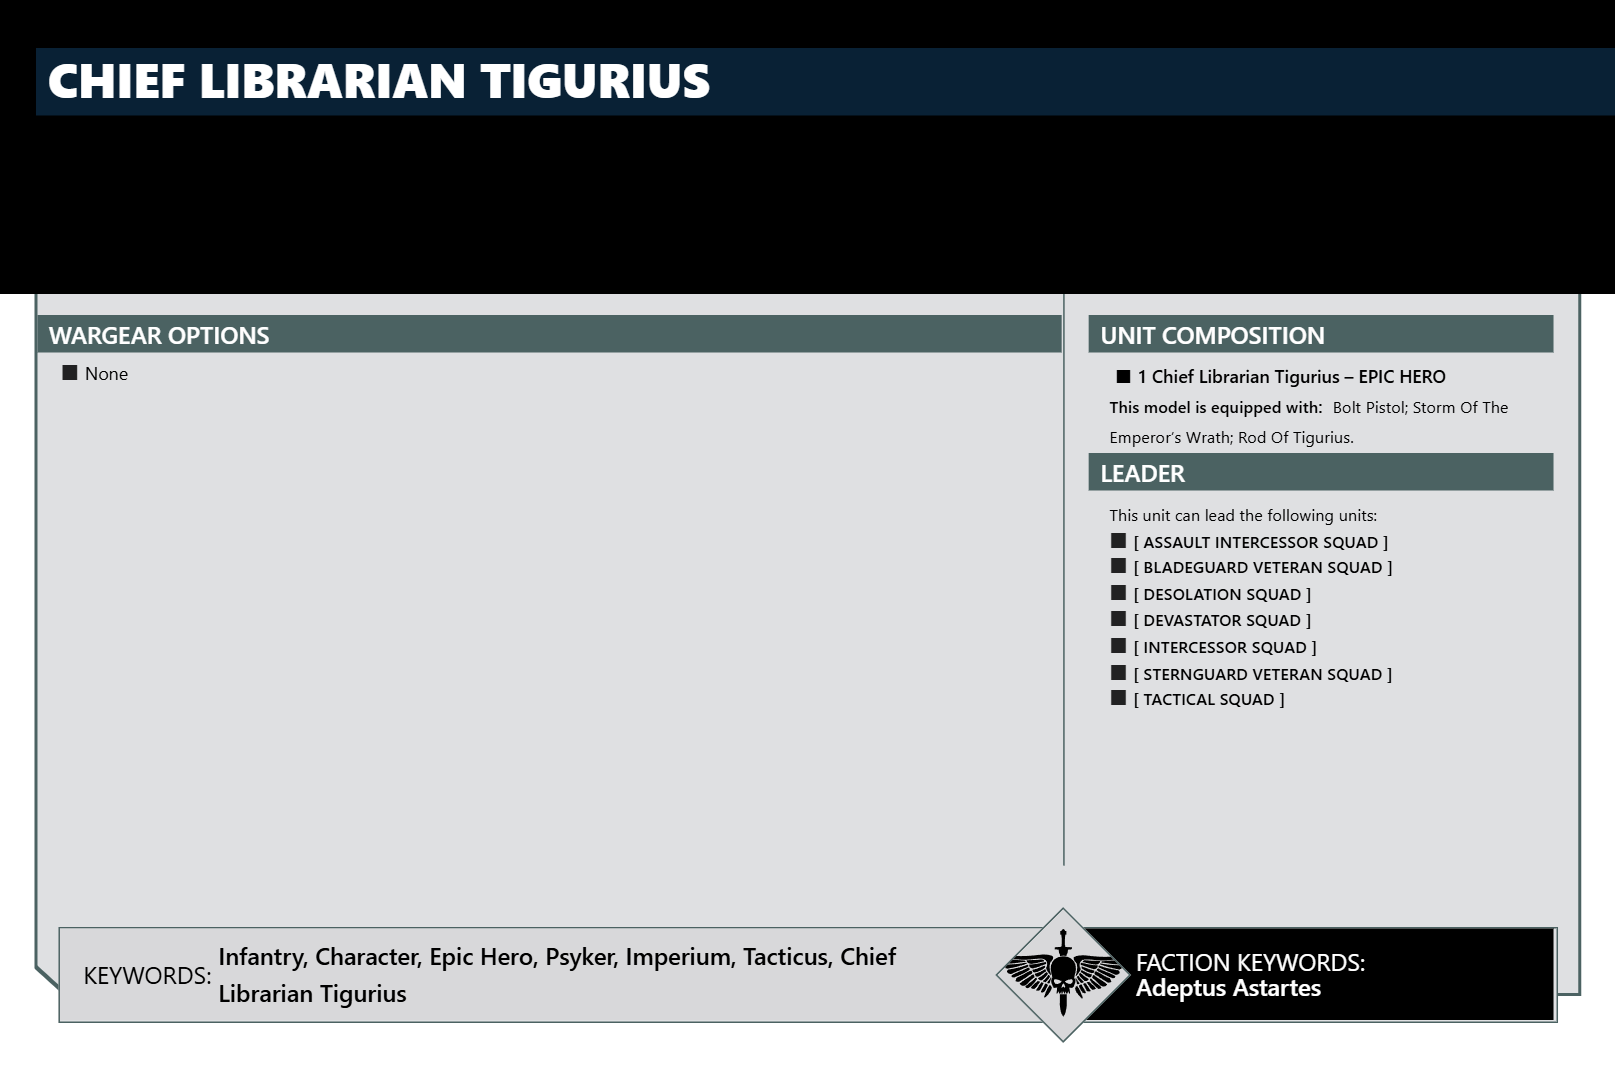 CHIEF LIBRARIAN TIGURIUS
WARGEAR OPTIONS
None
UNIT COMPOSITION
1 Chief Librarian Tigurius – EPIC HERO
This model is equipped with: Bolt Pistol; Storm Of The
Emperor’s Wrath; Rod Of Tigurius.
LEADER
This unit can lead the following units:
[ ASSAULT INTERCESSOR SQUAD ]
[ BLADEGUARD VETERAN SQUAD ]
[ DESOLATION SQUAD ]
[ DEVASTATOR SQUAD ]
[ INTERCESSOR SQUAD ]
[ STERNGUARD VETERAN SQUAD ]
[ TACTICAL SQUAD ]
KEYWORDS: Infantry, Character, Epic Hero, Psyker, Imperium, Tacticus, Chief
Librarian Tigurius
FACTION KEYWORDS:
Adeptus Astartes